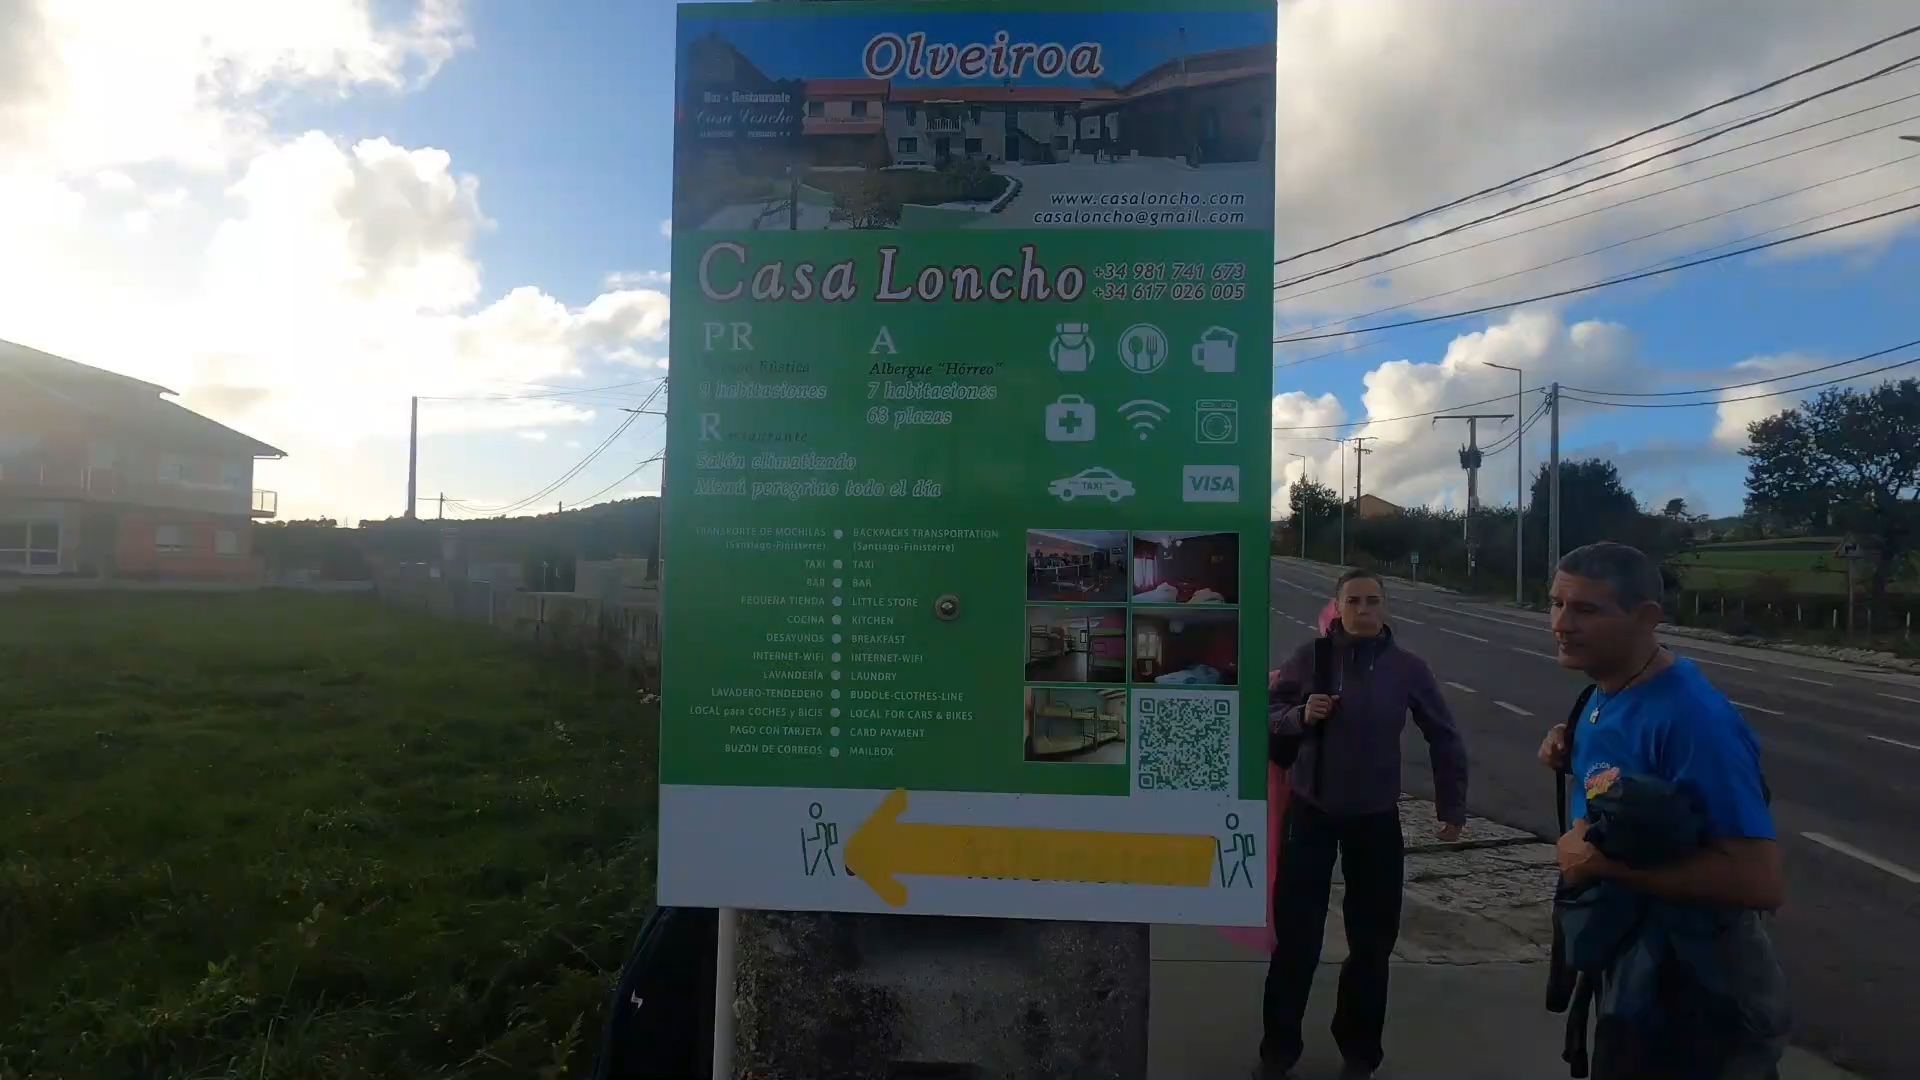 Olveiroa
Bar - Restaurante
Casa Loncho
www.casaloncho.com
casaloncho@gmail.com
Casa Loncho
+34 981 741 673
+34 617 026 005
PR
Rústica
9 habitaciones
A
Albergue "Hórreo"
7 habitaciones
63 plazas
Restaurante
Salón climatizado
Menú peregrino todo el día
TAXI
VISA
TRANSPORTE DE MOCHILAS BACKPACKS TRANSPORTATION
(Santiago-Finisterre) (Santiago-Finisterre)
TAXI TAXI
BAR BAR
PEQUEÑA TIENDA LITTLE STORE
COCINA KITCHEN
DESAYUNOS BREAKFAST
INTERNET-WIFI INTERNET-WIFI
LAVANDERÍA LAUNDRY
LAVADERO-TENDEDERO BUDDLE-CLOTHES-LINE
LOCAL para COCHES y BICIS LOCAL FOR CARS & BIKES
PAGO CON TARJETA CARD PAYMENT
BUZÓN DE CORREOS MAILBOX